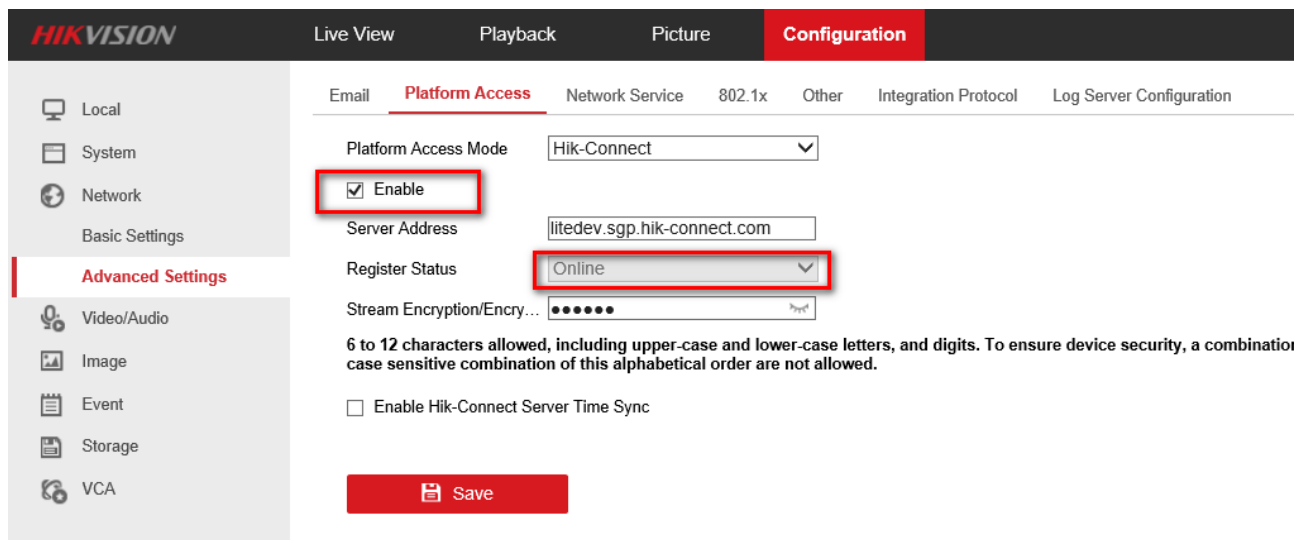 HIKVISION Live View Playback Picture Configuration
Email Platform Access Network Service 802.1x Other Integration Protocol Log Server Configuration
Local
System
Network
Basic Settings
Advanced Settings
Video/Audio
Image
Event
Storage
VCA
Platform Access Mode Hik-Connect
Enable
Server Address litedev.sgp.hik-connect.com
Register Status Online
Stream Encryption/Encry... ●●●●●●
6 to 12 characters allowed, including upper-case and lower-case letters, and digits. To ensure device security, a combination
case sensitive combination of this alphabetical order are not allowed.
Enable Hik-Connect Server Time Sync
Save